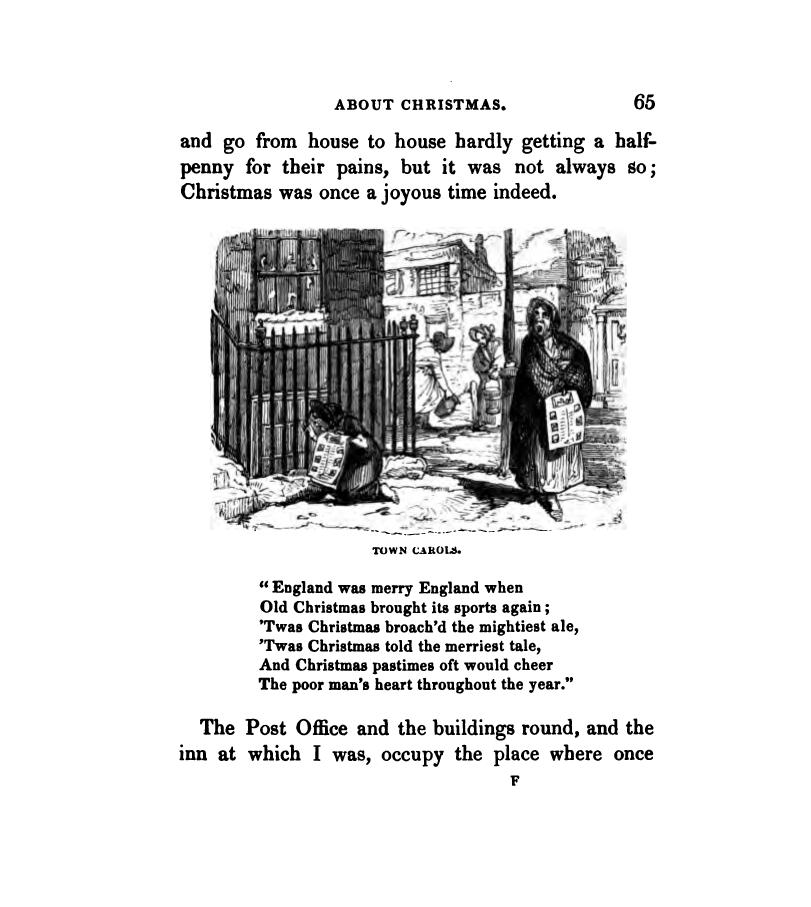 ABOUT CHRISTMAS. 65
and go from house to house hardly getting a half-
penny for their pains, but it was not always so;
Christmas was once a joyous time indeed.
TOWN CAROLS.
“England was merry England when
Old Christmas brought its sports again;
’Twas Christmas broach’d the mightiest ale,
’Twas Christmas told the merriest tale,
And Christmas pastimes oft would cheer
The poor man’s heart throughout the year.”
The Post Office and the buildings round, and the
inn at which I was, occupy the place where once
F